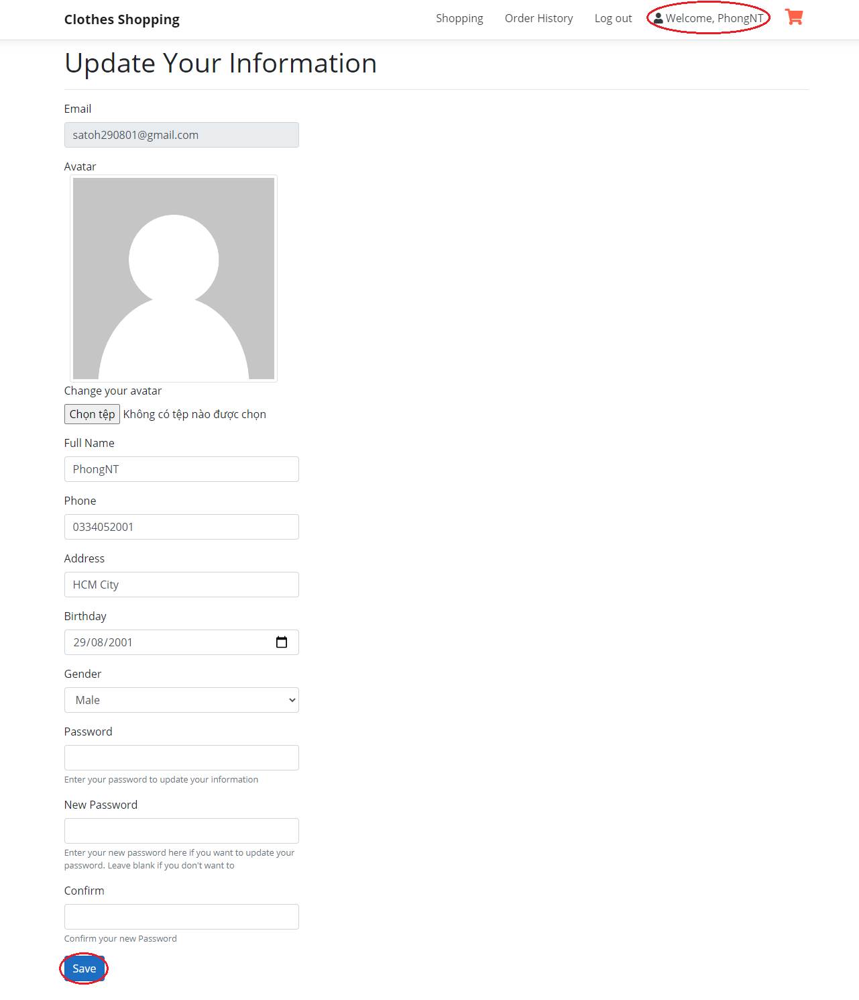 Clothes Shopping
Shopping
Order History
Log out
Welcome, PhongNT
Update Your Information
Email
satoh290801@gmail.com
Avatar
Change your avatar
Chọn tệp Không có tệp nào được chọn
Full Name
PhongNT
Phone
0334052001
Address
HCM City
Birthday
29/08/2001
Gender
Male
Password
Enter your password to update your information
New Password
Enter your new password here if you want to update your
password. Leave blank if you don't want to
Confirm
Confirm your new Password
Save